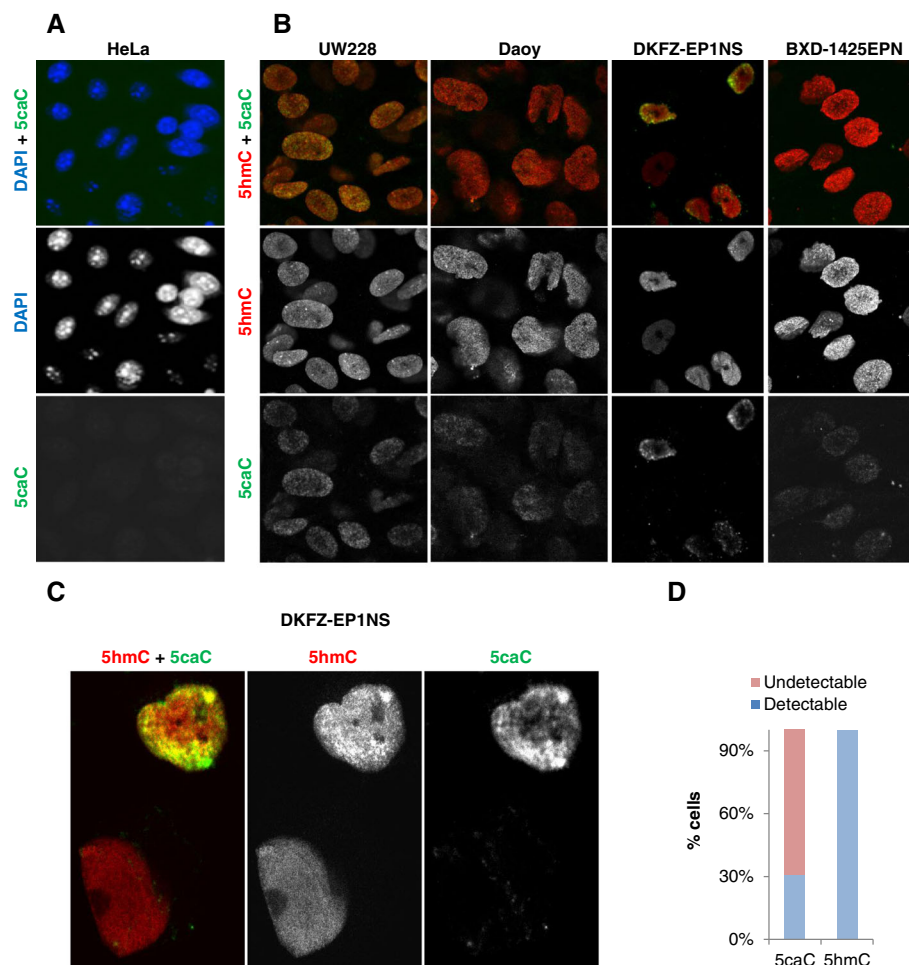 A
HeLa
DAPI + 5caC
DAPI
5caC
B
UW228
Daoy
DKFZ-EP1NS
BXD-1425EPN
5hmC + 5caC
5hmC
5caC
C
DKFZ-EP1NS
5hmC + 5caC
5hmC
5caC
D
Undetectable
Detectable
% cells
90%
60%
30%
0%
5caC 5hmC